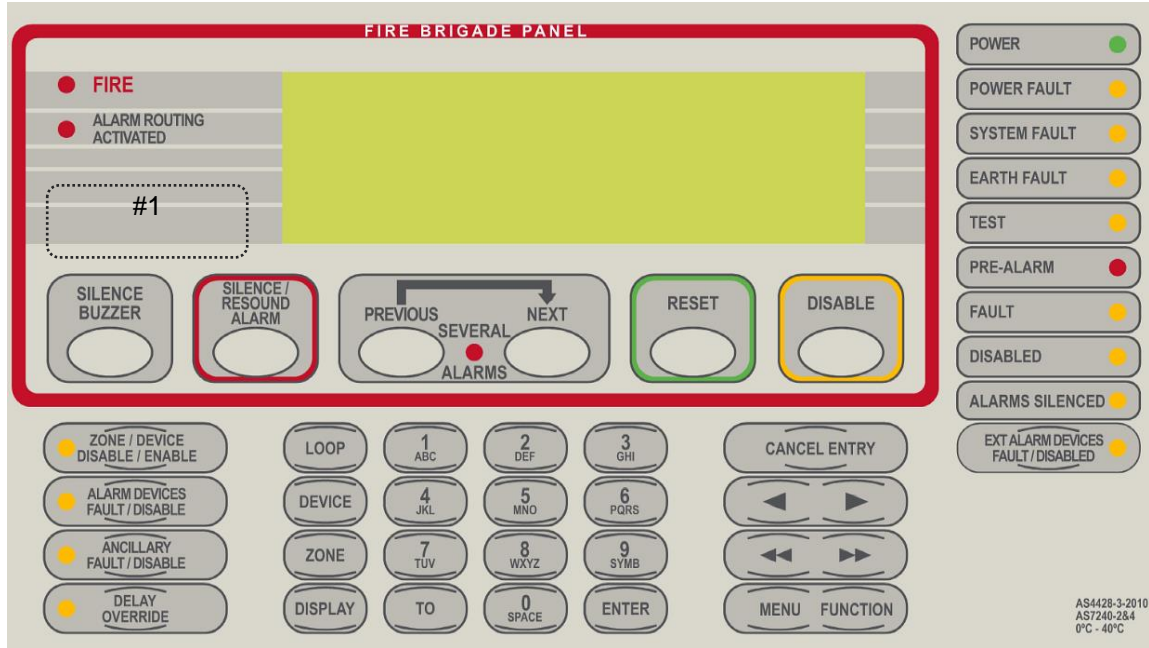 FIRE BRIGADE PANEL
FIRE
ALARM ROUTING
ACTIVATED
#1
SILENCE
BUZZER
SILENCE /
RESOUND
ALARM
PREVIOUS
NEXT
SEVERAL
ALARMS
RESET
DISABLE
POWER
POWER FAULT
SYSTEM FAULT
EARTH FAULT
TEST
PRE-ALARM
FAULT
DISABLED
ALARMS SILENCED
EXT ALARM DEVICES
FAULT / DISABLED
ZONE / DEVICE
DISABLE / ENABLE
ALARM DEVICES
FAULT / DISABLE
ANCILLARY
FAULT / DISABLE
DELAY
OVERRIDE
LOOP
1
ABC
2
DEF
3
GHI
DEVICE
4
JKL
5
MNO
6
PQRS
ZONE
7
TUV
8
WXYZ
9
SYMB
DISPLAY
TO
0
SPACE
ENTER
CANCEL ENTRY
MENU FUNCTION
AS4428-3-2010
AS7240-2&4
0ºC - 40ºC